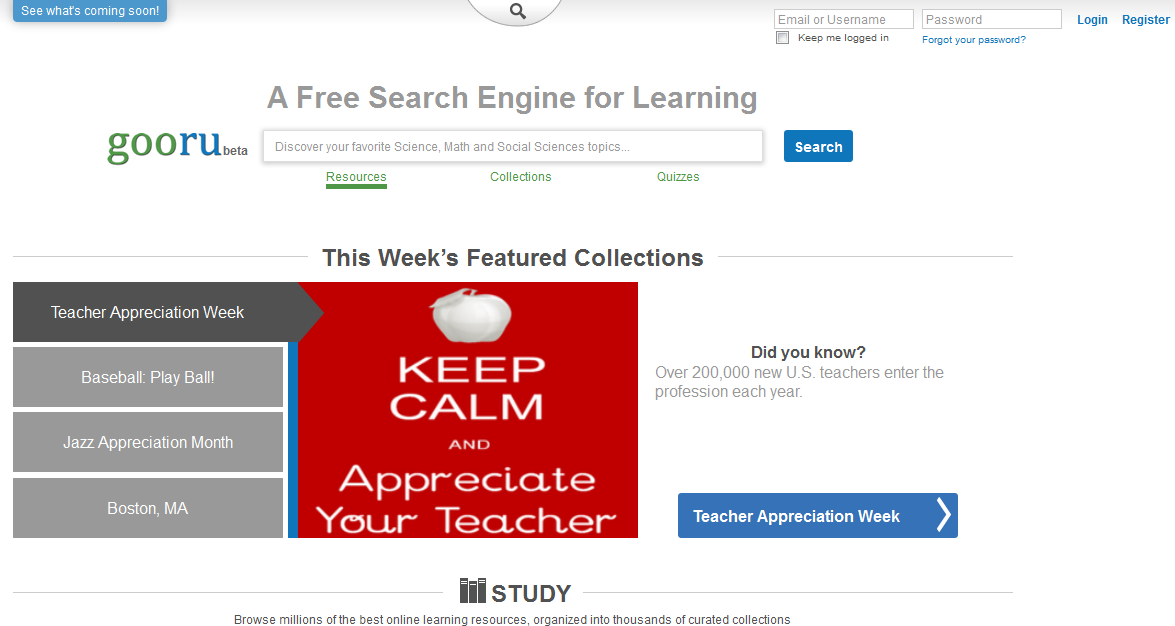 See what's coming soon!
Email or Username
Password
Login
Register
Keep me logged in
Forgot your password?
A Free Search Engine for Learning
gooru beta
Discover your favorite Science, Math and Social Sciences topics...
Search
Resources
Collections
Quizzes
This Week’s Featured Collections
Teacher Appreciation Week
Baseball: Play Ball!
Jazz Appreciation Month
Boston, MA
KEEP
CALM
AND
Appreciate
Your Teacher
Did you know?
Over 200,000 new U.S. teachers enter the
profession each year.
Teacher Appreciation Week
STUDY
Browse millions of the best online learning resources, organized into thousands of curated collections